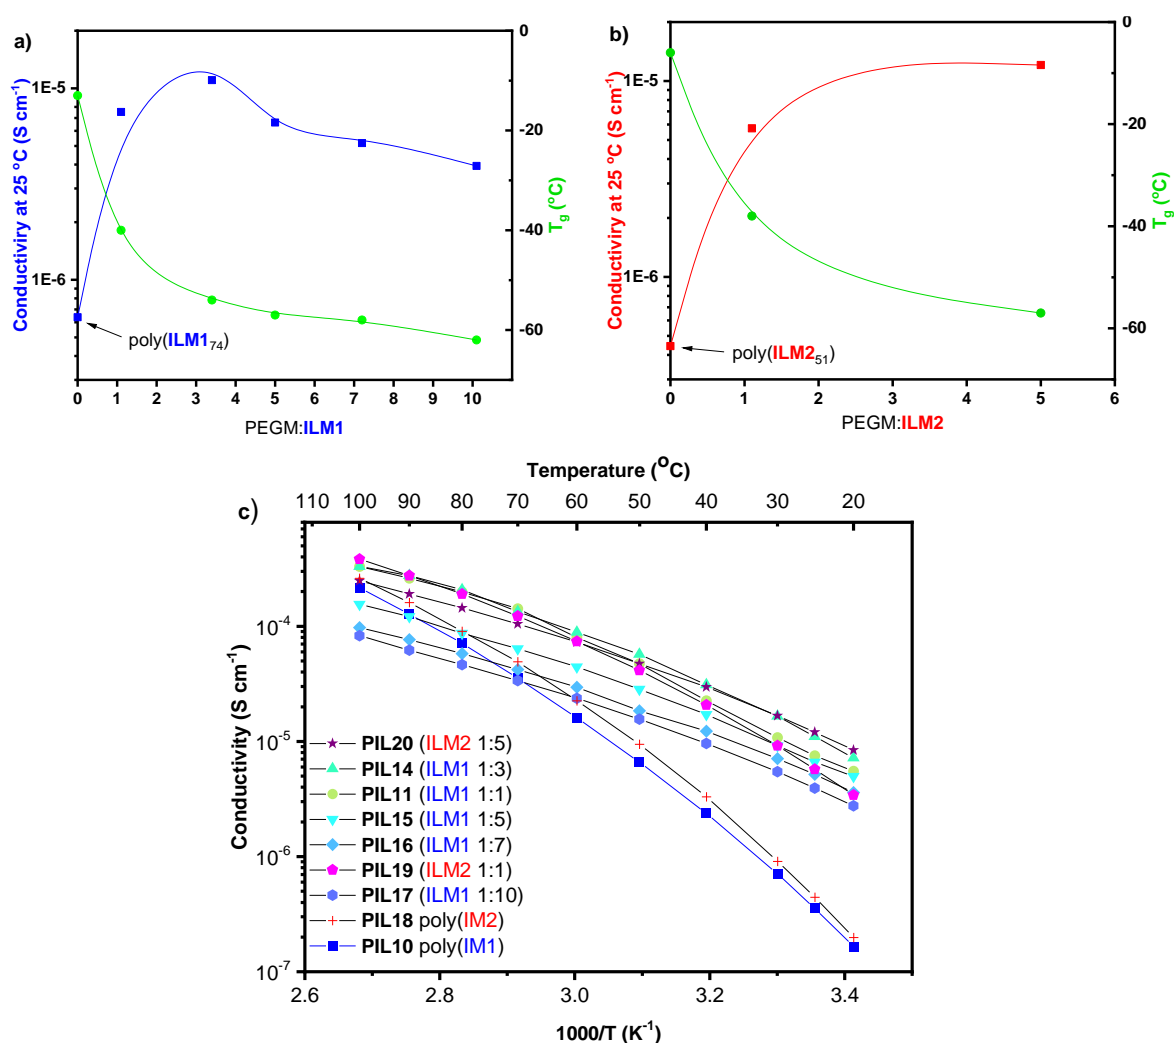 a)
Conductiviry at 25 °C (S cm⁻¹)
1E-5
1E-6
0
-20
-40
-60
T_g (°C)
poly(ILM1₇₄)
0 1 2 3 4 5 6 7 8 9 10
PEGM:ILM1
b)
Conductiviry at 25 °C (S cm⁻¹)
1E-5
1E-6
0
-20
-40
-60
T_g (°C)
poly(ILM2₅₁)
0 1 2 3 4 5 6
PEGM:ILM2
Temperature (°C)
110 100 90 80 70 60 50 40 30 20
c)
Conductivity (S cm⁻¹)
10⁻⁴
10⁻⁵
10⁻⁶
10⁻⁷
PIL20 (ILM2 1:5)
PIL14 (ILM1 1:3)
PIL11 (ILM1 1:1)
PIL15 (ILM1 1:5)
PIL16 (ILM1 1:7)
PIL19 (ILM2 1:1)
PIL17 (ILM1 1:10)
PIL18 poly(IM2)
PIL10 poly(IM1)
2.6 2.8 3.0 3.2 3.4
1000/T (K⁻¹)